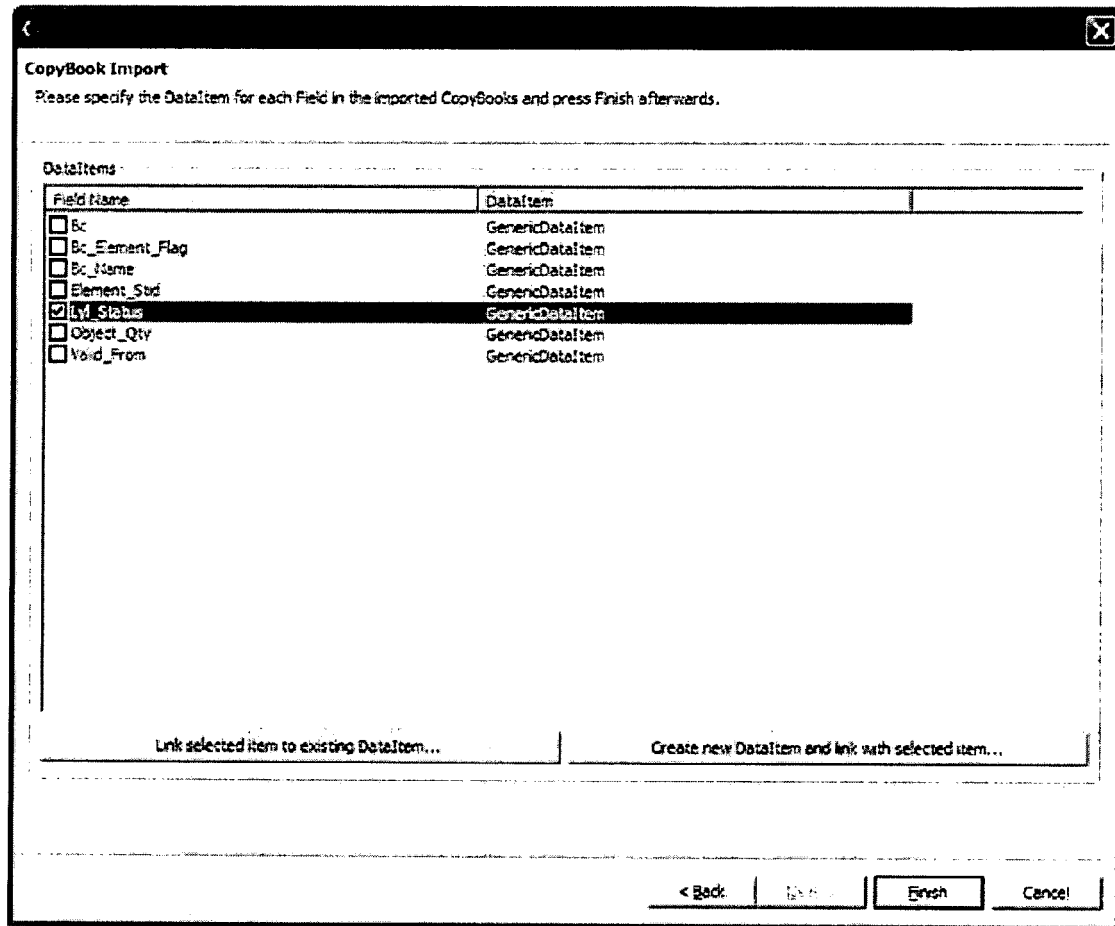 CopyBook Import
Please specify the DataItem for each Field in the imported CopyBooks and press Finish afterwards.
DataItems
Field Name DataItem
Bc GenericDataItem
Bc_Element_Flag GenericDataItem
Bc_Name GenericDataItem
Element_Std GenericDataItem
Lvl_Status GenericDataItem
Object_Qty GenericDataItem
Valid_From GenericDataItem
Link selected item to existing DataItem... Create new DataItem and link with selected item...
< Back Finish Cancel